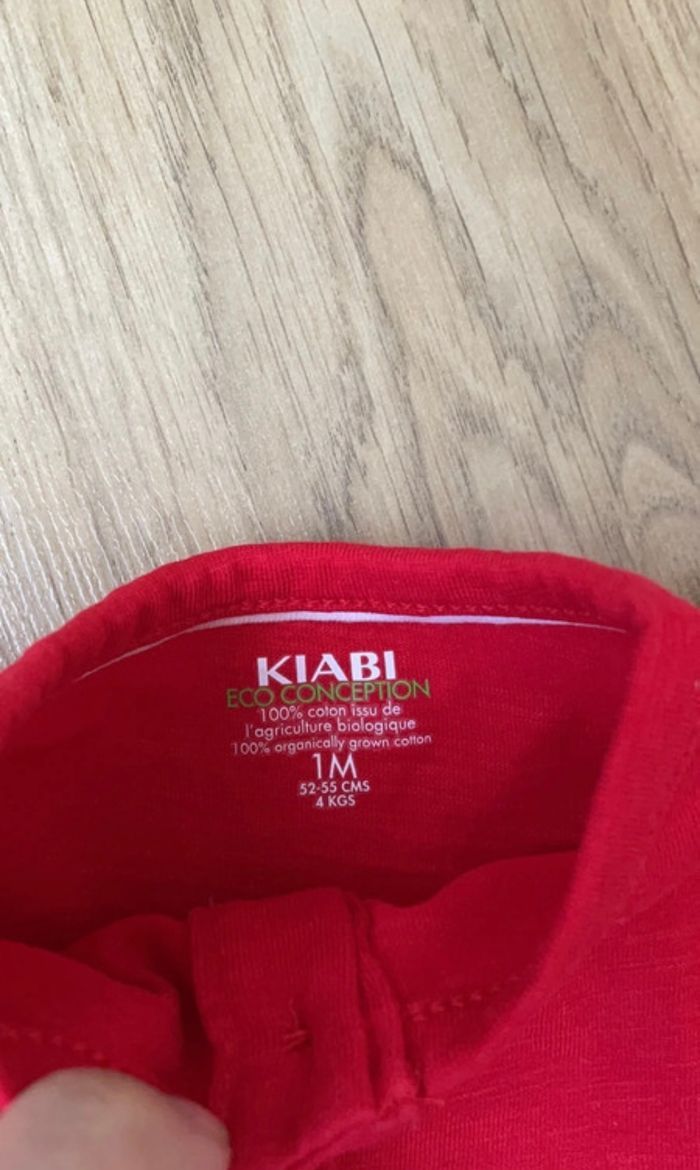 KIABI
ECO CONCEPTION
100% coton issu de
l'agriculture biologique
100% organically grown cotton
1M
52-55 CMS
4 KGS